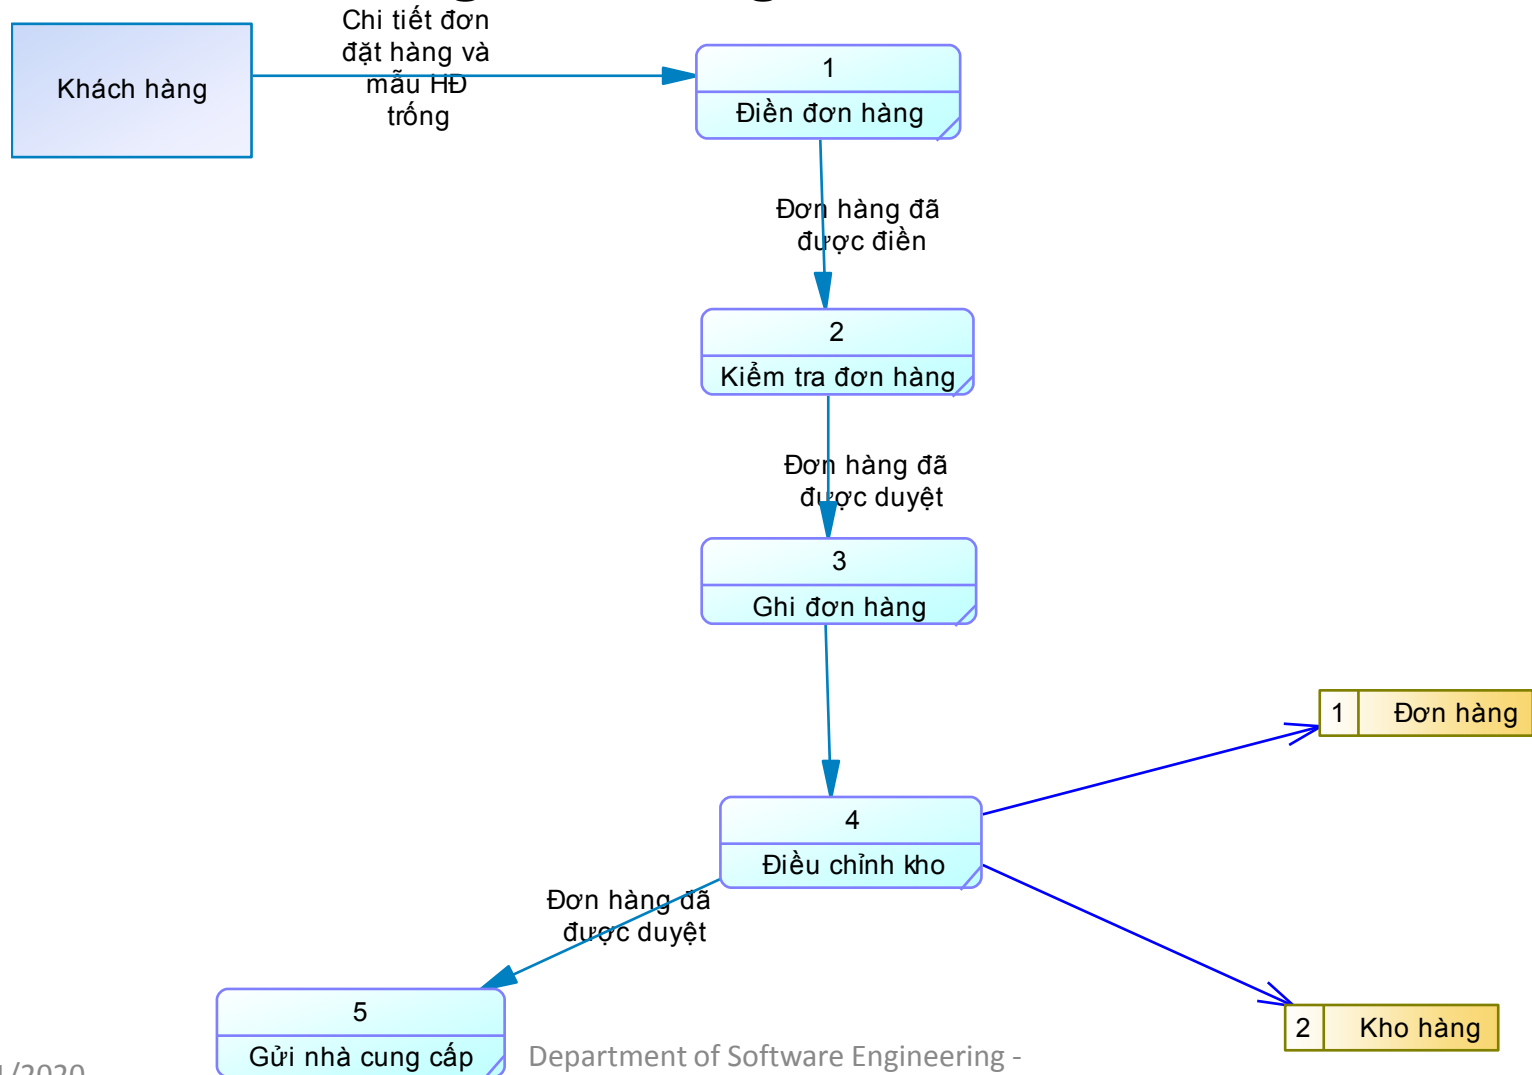 Chi tiết đơn
đặt hàng và
mẫu HĐ
trống
Khách hàng
1
Điền đơn hàng
Đơn hàng đã
được điền
2
Kiểm tra đơn hàng
Đơn hàng đã
được duyệt
3
Ghi đơn hàng
1 Đơn hàng
4
Điều chỉnh kho
Đơn hàng đã
được duyệt
5
Gửi nhà cung cấp
2 Kho hàng
Department of Software Engineering -
/2020